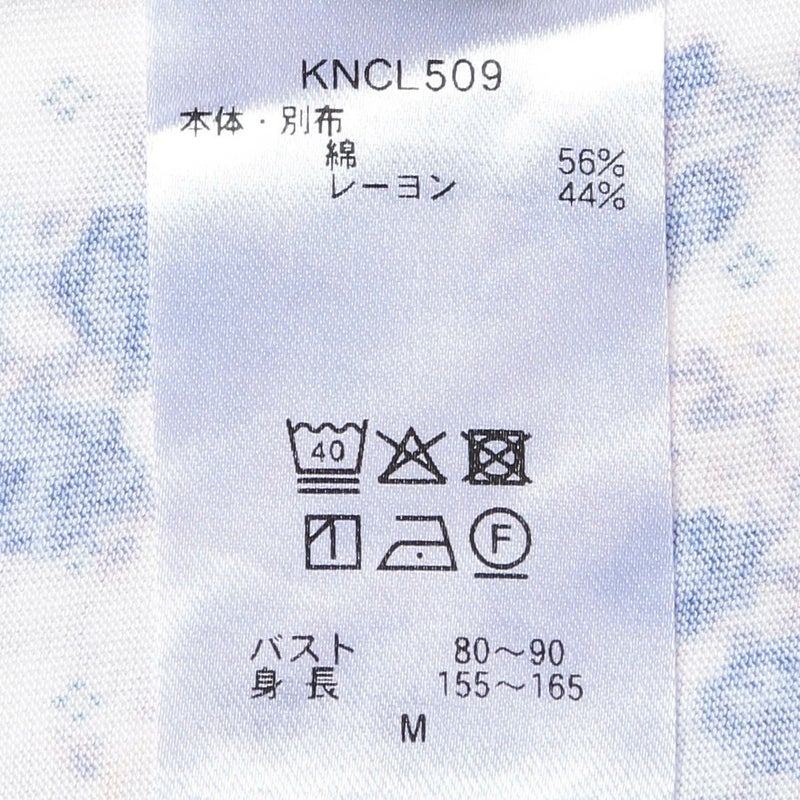 KNCL509
本体・別布
綿 56%
レーヨン 44%
40
F
バスト 80～90
身長 155～165
M